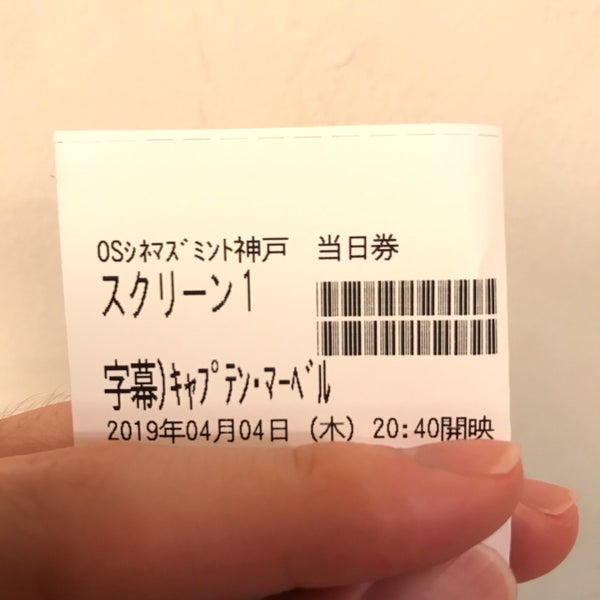 OSｼﾈﾏｽﾞﾐﾝﾄ神戸 当日券
スクリーン1
字幕)ｷｬﾌﾟﾃﾝ･ﾏｰﾍﾞﾙ
2019年04月04日 (木) 20:40開映